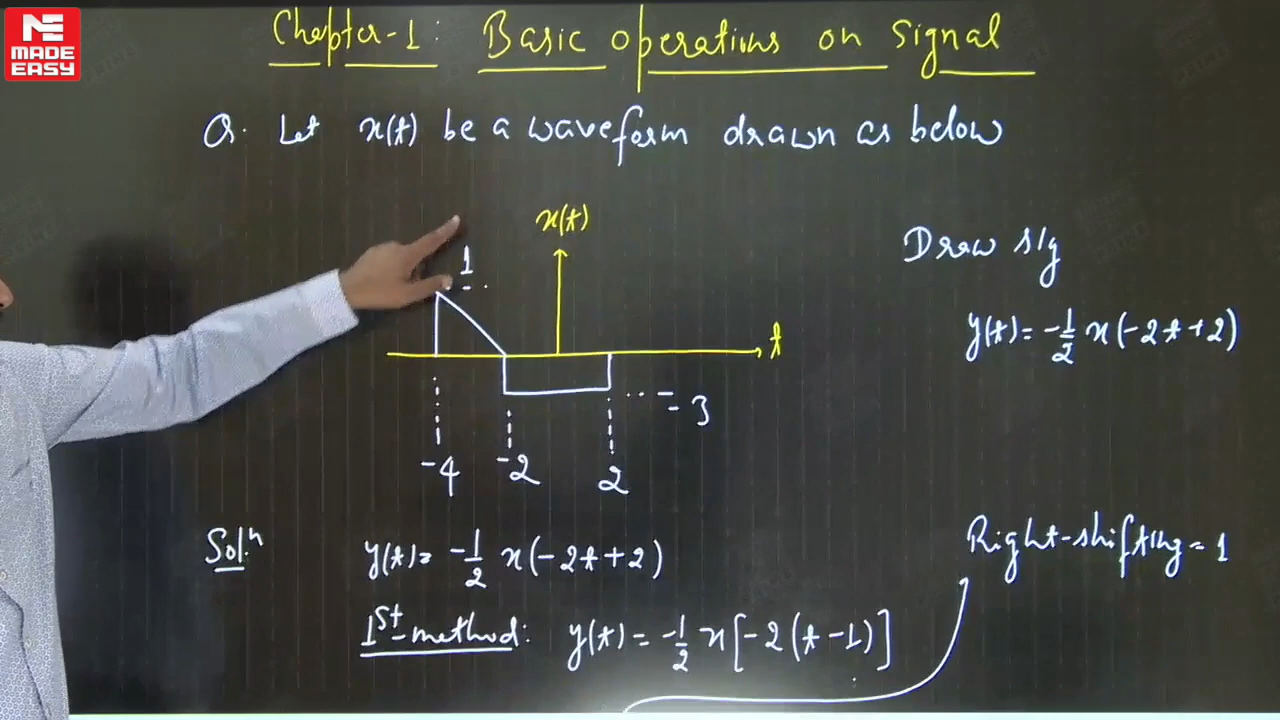 MADE
EASY
Chapter-1: Basic operations on signal
Q. Let x(t) be a waveform drawn as below
x(t)
1
t
-3
-4 -2 2
Draw s/g
y(t)= -1/2 x(-2t+2)
Solⁿ
y(t)= -1/2 x(-2t+2)
Right-shifting = 1
1st-method: y(t) = -1/2 x[-2(t-1)]